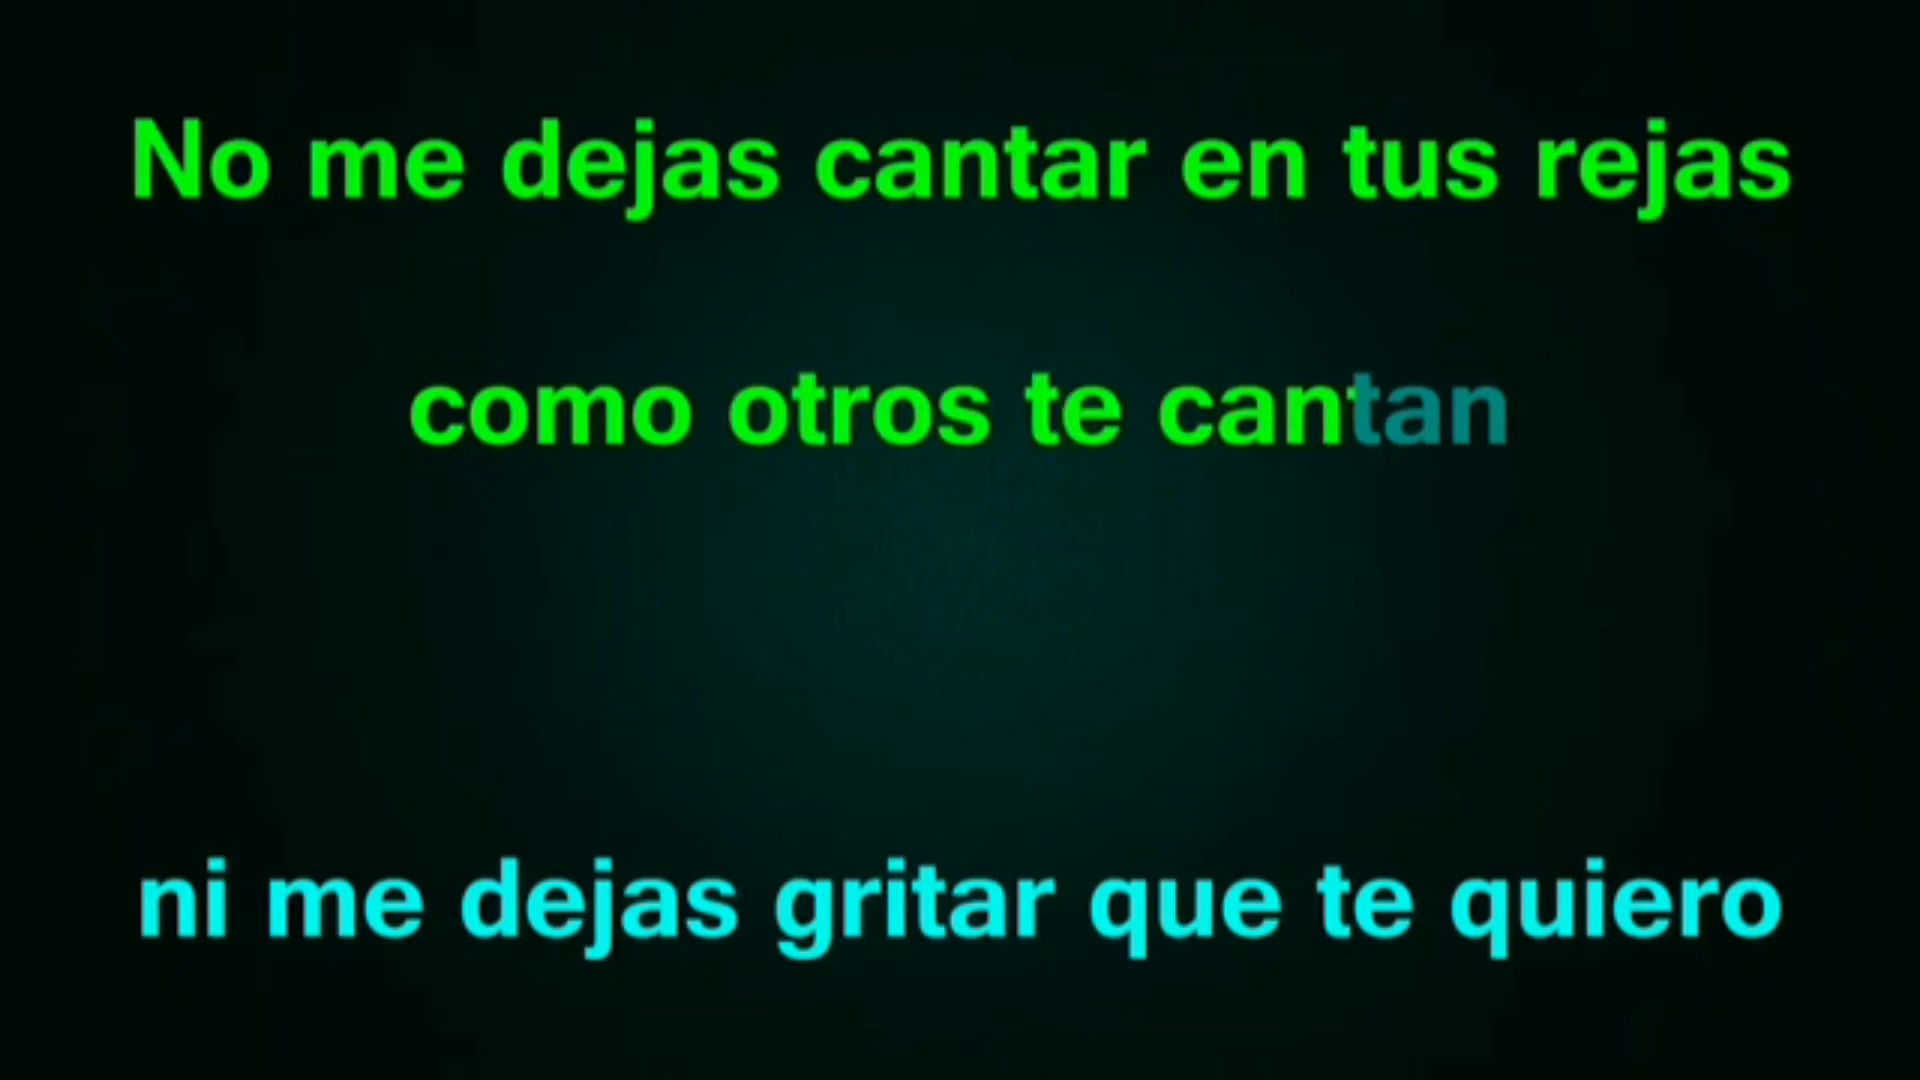 No me dejas cantar en tus rejas
como otros te cantan
ni me dejas gritar que te quiero